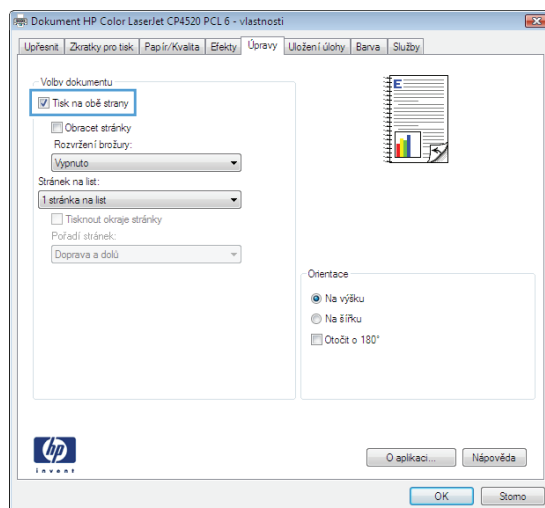 Dokument HP Color LaserJet CP4520 PCL 6 - vlastnosti
Upřesnit Zkratky pro tisk Papír/Kvalita Efekty Úpravy Uložení úlohy Barva Služby
Volby dokumentu
Tisk na obě strany
Obracet stránky
Rozvržení brožury:
Vypnuto
Stránek na list:
1 stránka na list
Tisknout okraje stránky
Pořadí stránek:
Doprava a dolů
E
Orientace
Na výšku
Na šířku
Otočit o 180°
hp
invent
O aplikaci... Nápověda
OK Storno